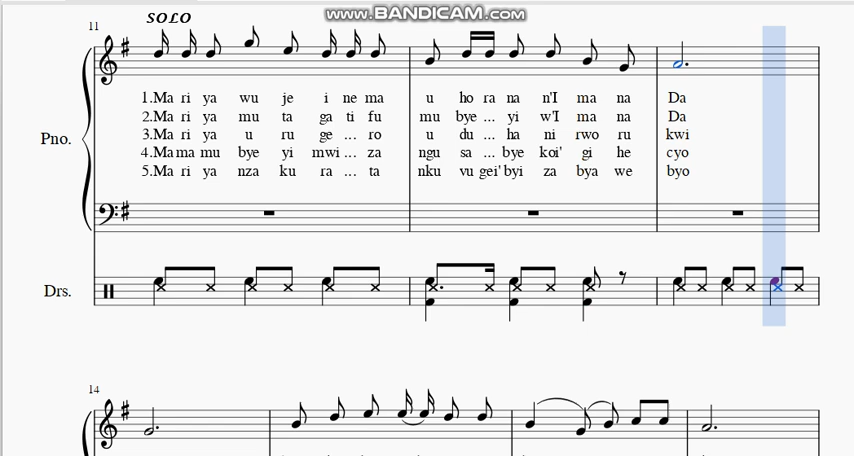 www.BANDICAM.com
SOLO
11
1.Ma ri ya wu je i ne ma u ho ra na n'I ma na Da
2.Ma ri ya mu ta ga ti fu mu bye ... yi w'I ma na Da
Pno.
3.Ma ri ya u ru ge ... ro u du ... ha ni rwo ru kwi
4.Ma ma mu bye yi mwi ... za ngu sa ... bye koi' gi he cyo
5.Ma ri ya nza ku ra ... ta nku vu gei' byi za bya we byo
Drs.
14